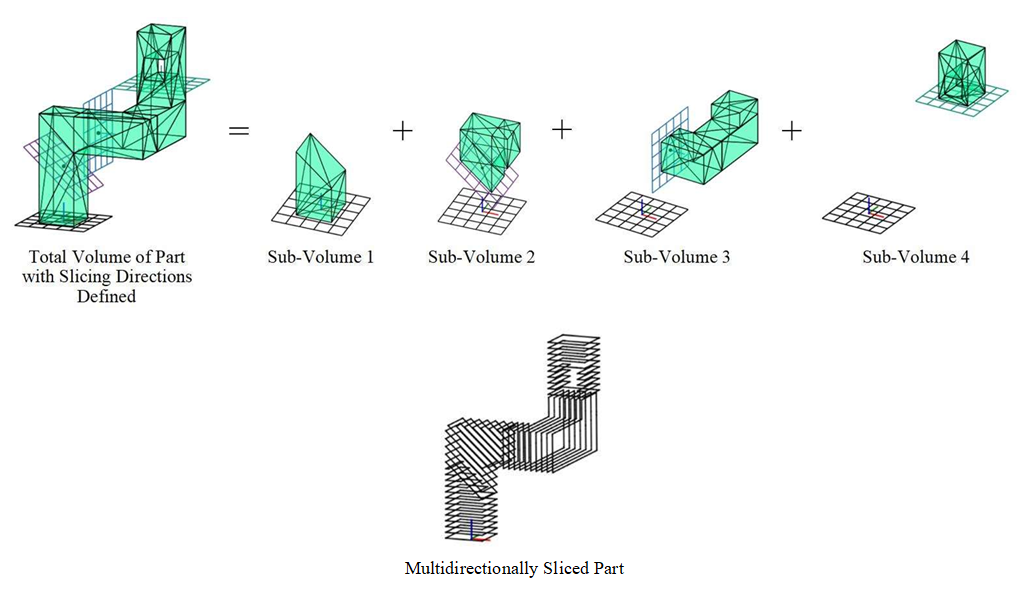 = + + +
Total Volume of Part
with Slicing Directions
Defined
Sub-Volume 1
Sub-Volume 2
Sub-Volume 3
Sub-Volume 4
Multidirectionally Sliced Part